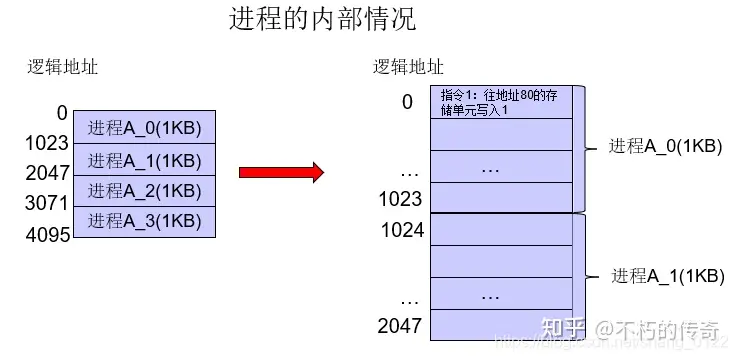 进程的内部情况
逻辑地址
0
进程A_0(1KB)
1023
进程A_1(1KB)
2047
进程A_2(1KB)
3071
进程A_3(1KB)
4095
逻辑地址
0
指令1：往地址80的存
储单元写入1
进程A_0(1KB)
...
...
1023
1024
进程A_1(1KB)
...
...
2047
知乎 @不朽的传奇